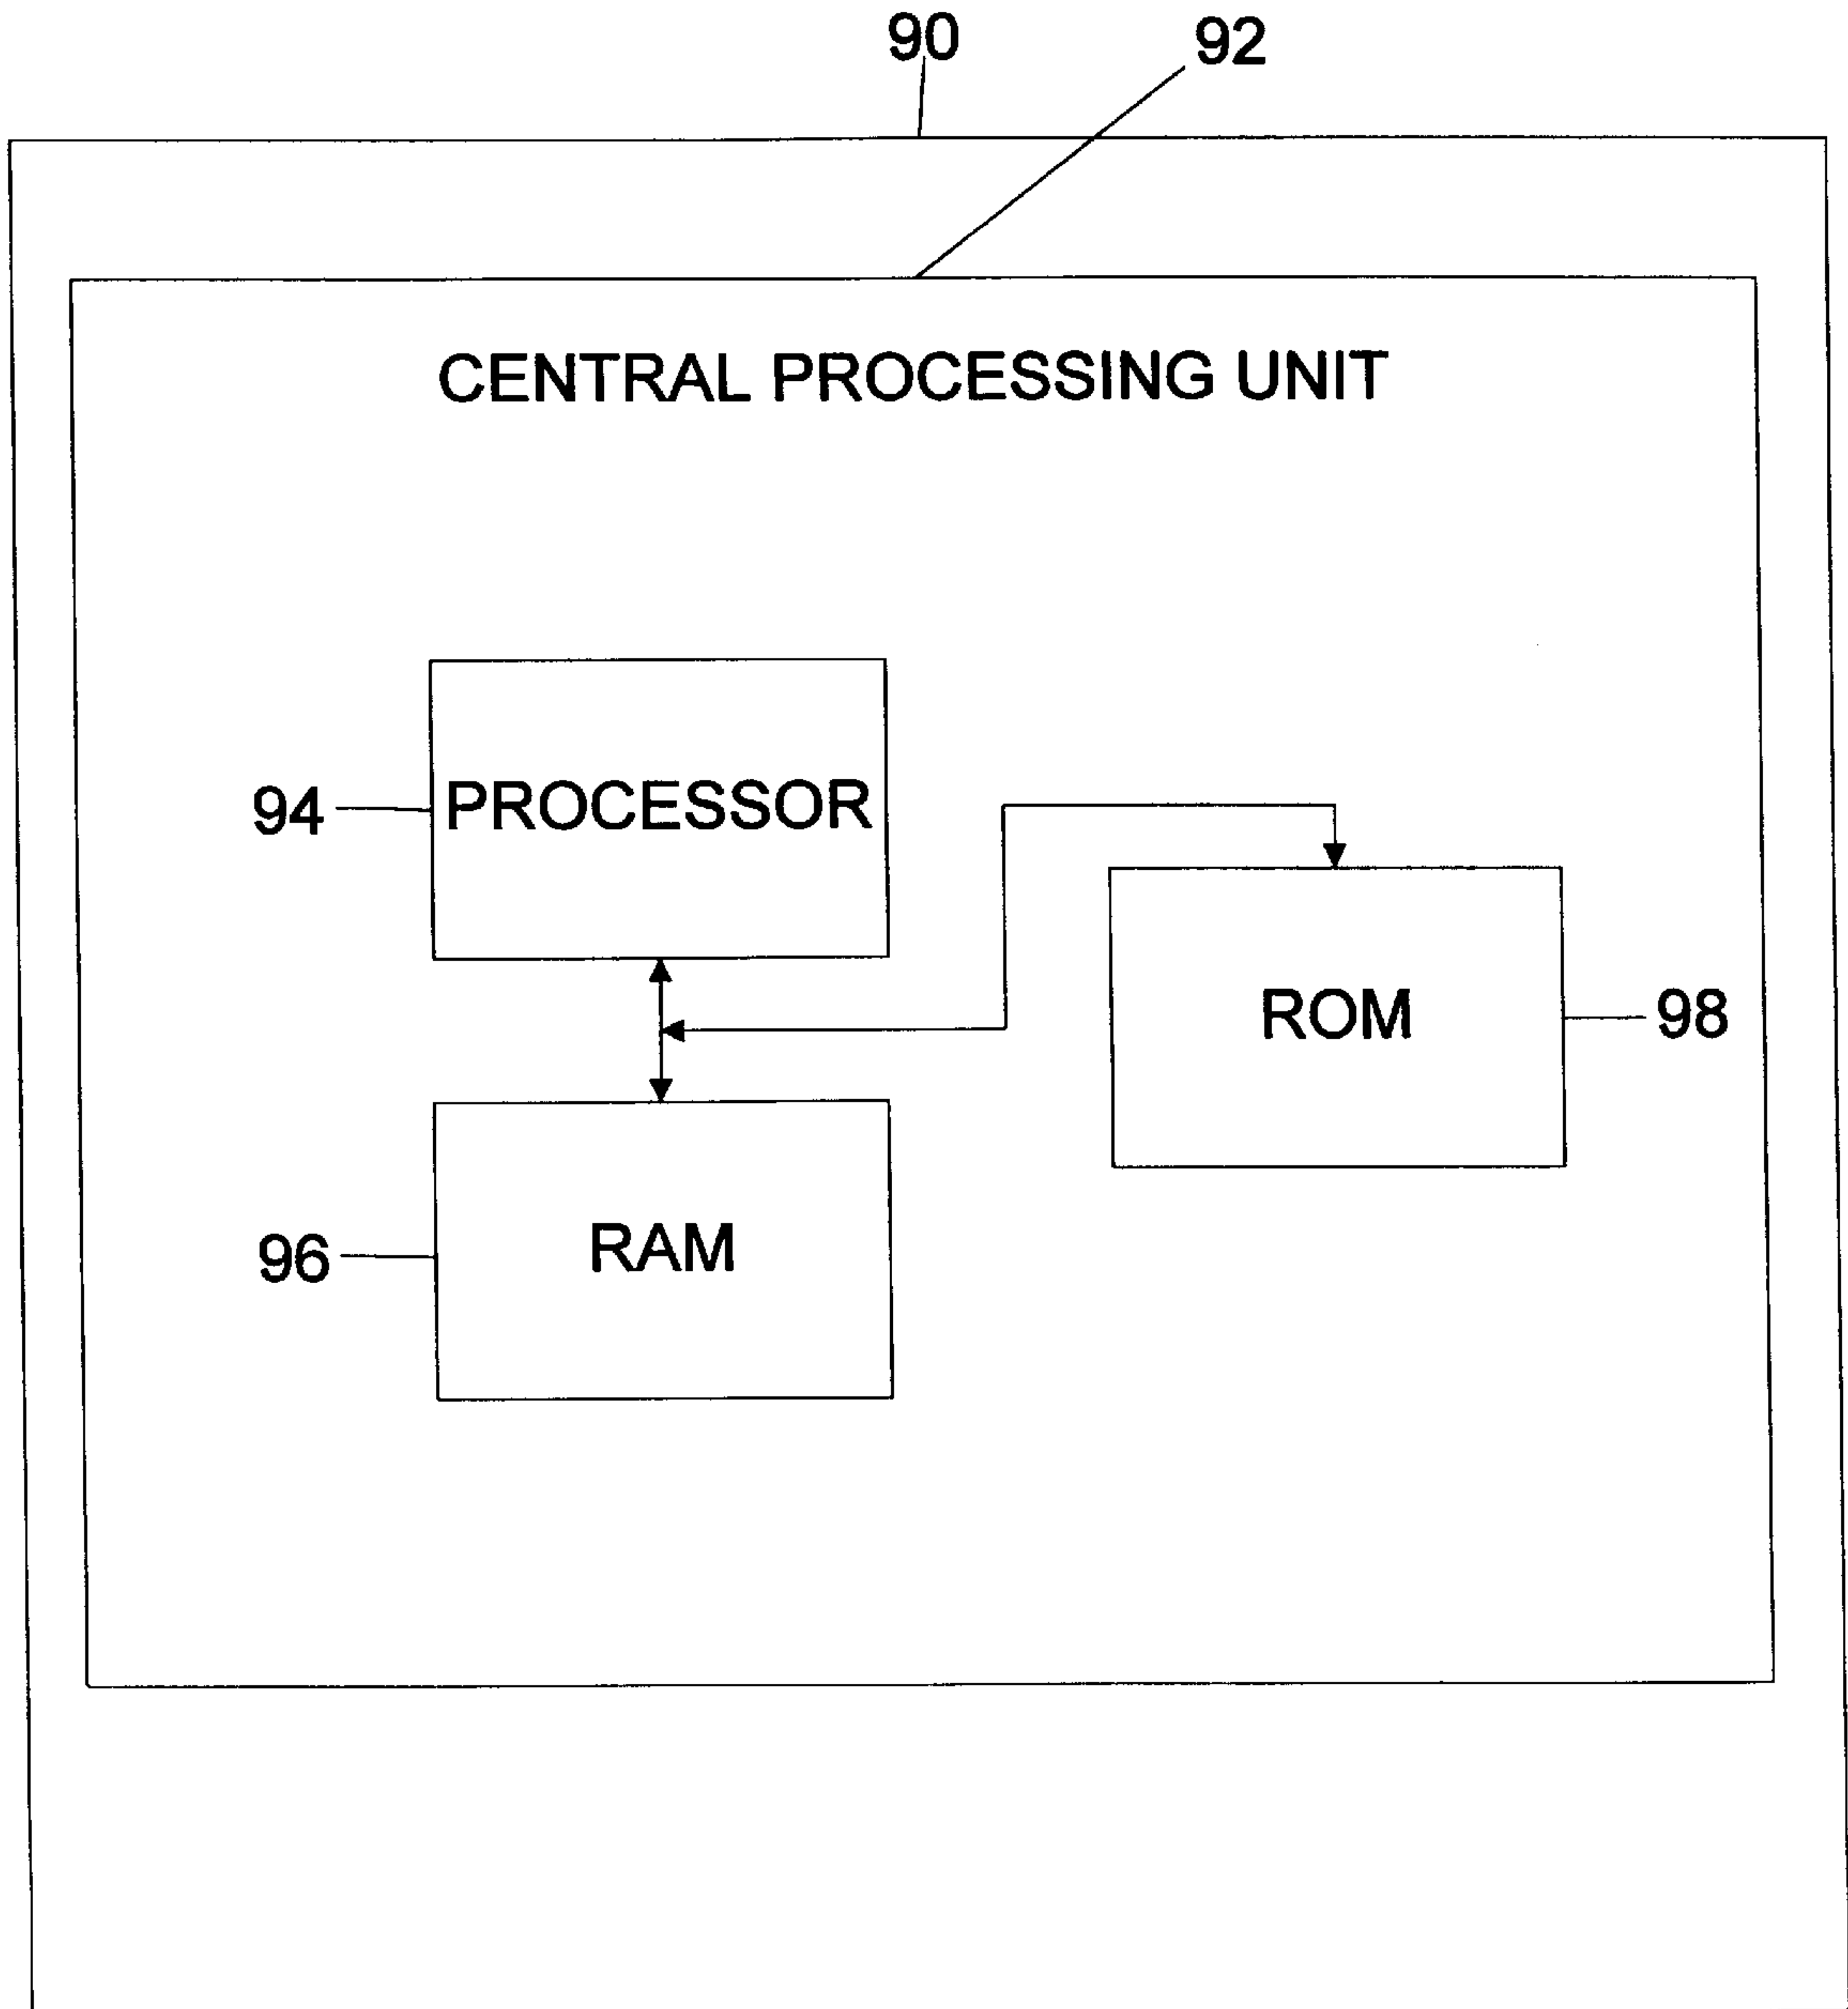 90
92
CENTRAL PROCESSING UNIT
94
PROCESSOR
ROM
98
96
RAM